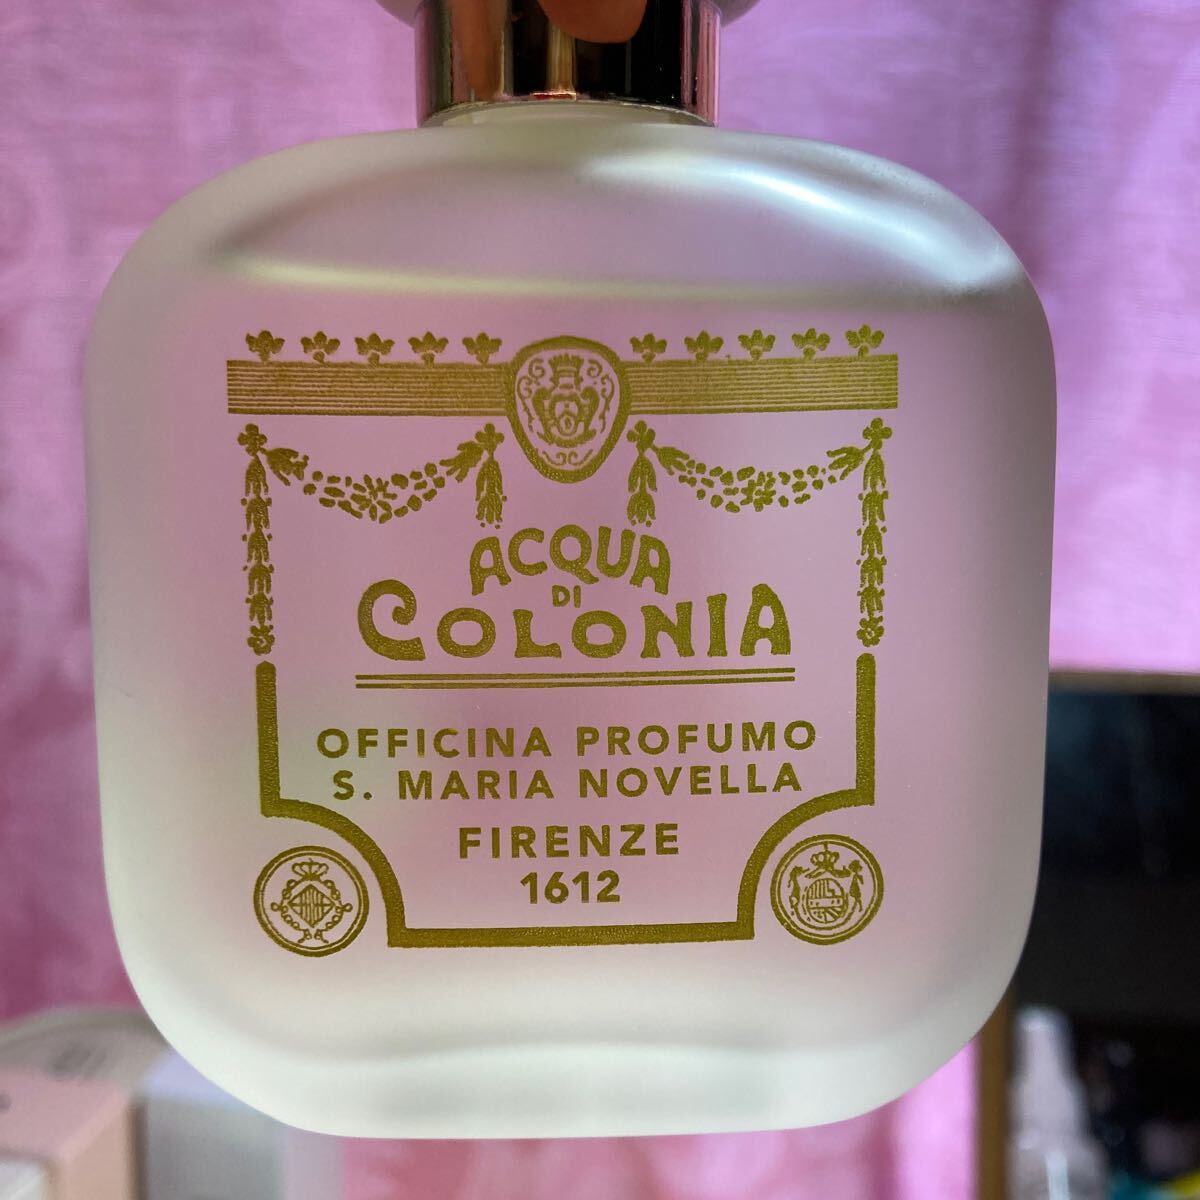 ACQUA
DI
COLONIA
OFFICINA PROFUMO
S. MARIA NOVELLA
FIRENZE
1612